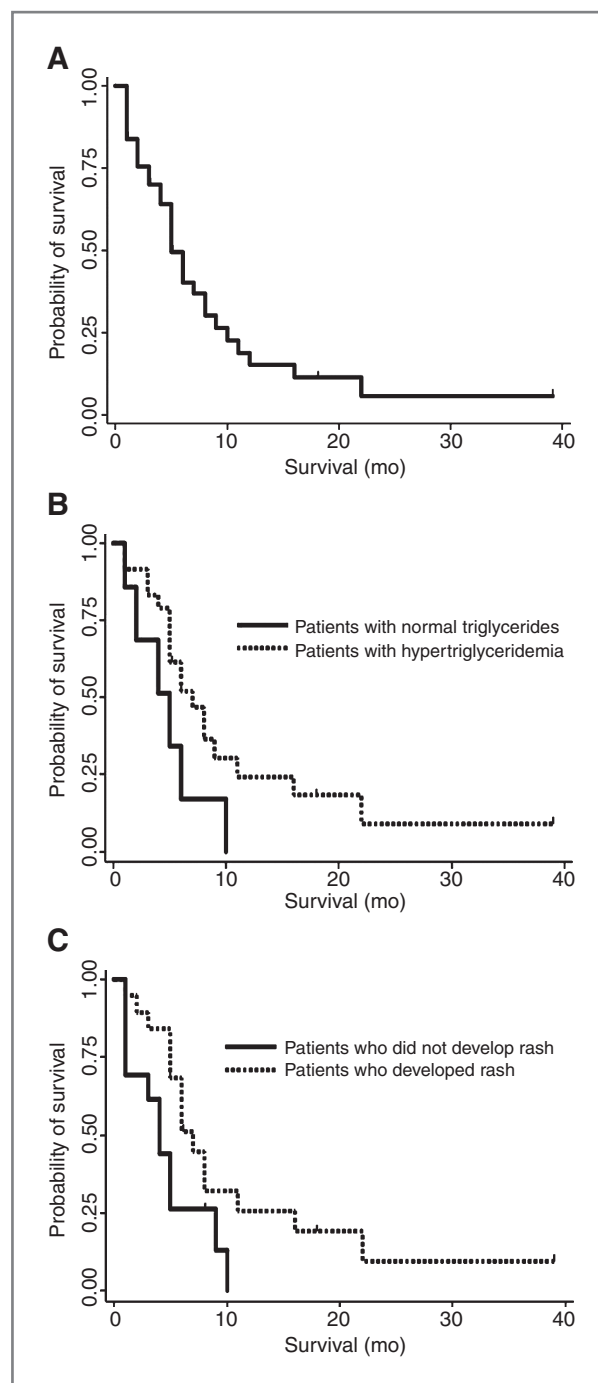 A
Probability of survival
1.00
0.75
0.50
0.25
0.00
0 10 20 30 40
Survival (mo)
B
Probability of survival
1.00
0.75
0.50
0.25
0.00
Patients with normal triglycerides
Patients with hypertriglyceridemia
0 10 20 30 40
Survival (mo)
C
Probability of survival
1.00
0.75
0.50
0.25
0.00
Patients who did not develop rash
Patients who developed rash
0 10 20 30 40
Survival (mo)